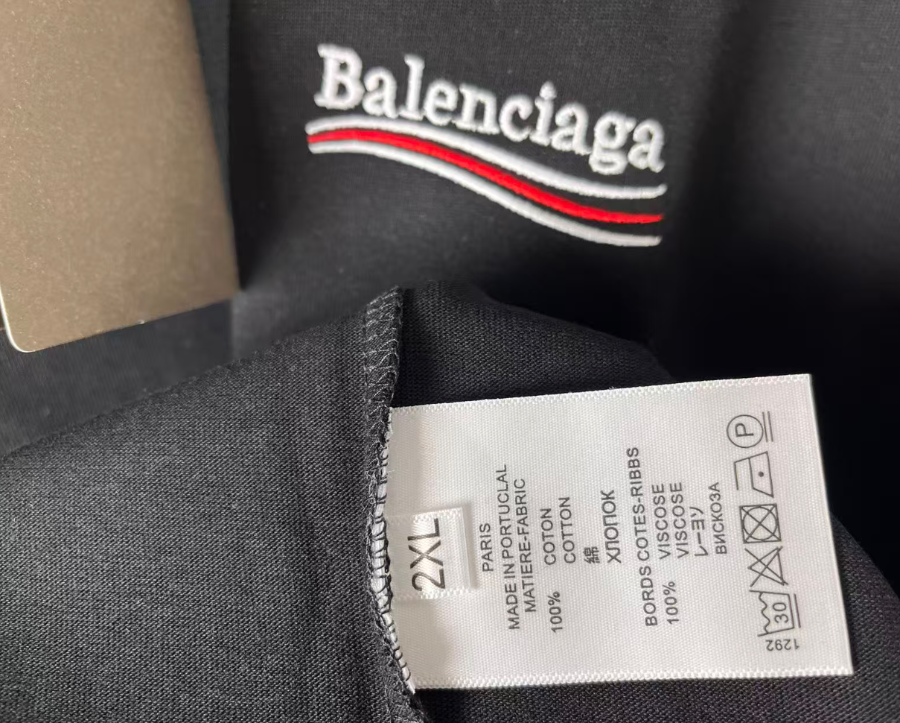 Balenciaga
2XL
PARIS
MADE IN PORTUCLAL
MATIERE-FABRIC
100% COTON
COTTON
綿
ХЛОПОК
BORDS COTES-RIBBS
100% VISCOSE
VISCOSE
レーヨン
ВИСКОЗА
30
P
1292